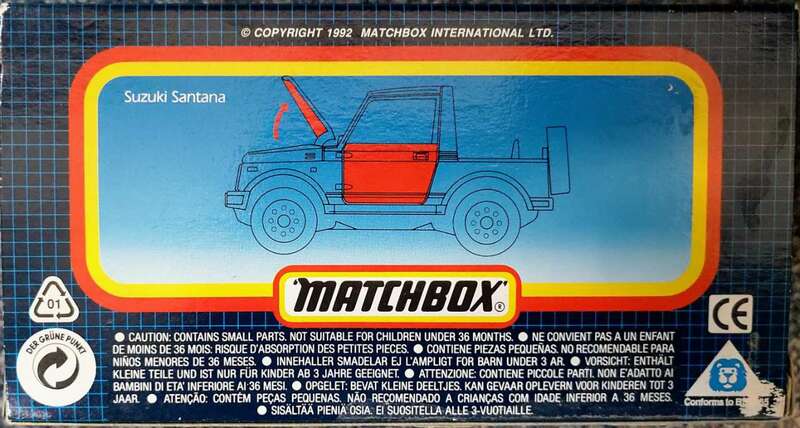 © COPYRIGHT 1992 MATCHBOX INTERNATIONAL LTD.
Suzuki Santana
'MATCHBOX' ®
01
DER GRÜNE PUNKT
CE
● CAUTION: CONTAINS SMALL PARTS. NOT SUITABLE FOR CHILDREN UNDER 36 MONTHS. ● NE CONVIENT PAS A UN ENFANT
DE MOINS DE 36 MOIS: RISQUE D'ABSORPTION DES PETITES PIECES. ● CONTIENE PIEZAS PEQUEÑAS. NO RECOMENDABLE PARA
NIÑOS MENORES DE 36 MESES. ● INNEHALLER SMADELAR EJ LAMPLIGT FOR BARN UNDER 3 AR. ● VORSICHT: ENTHÄLT
KLEINE TEILE UND IST NUR FÜR KINDER AB 3 JAHRE GEEIGNET. ● ATTENZIONE: CONTIENE PICCOLE PARTI. NON E'ADATTO AI
BAMBINI DI ETA' INFERIORE AI 36 MESI. ● OPGELET: BEVAT KLEINE DEELTJES. KAN GEVAAR OPLEVERN VOOR KINDEREN TOT 3
JAAR. ● ATENÇÃO: CONTÉM PEÇAS PEQUENAS. NÃO RECOMENDADO A CRIANÇAS COM IDADE INFERIOR A 36 MESES.
● SISÄLTÄÄ PIENIÄ OSIA. EI SUOSITELLA ALLE 3-VUOTIAILLE.
Conforms to